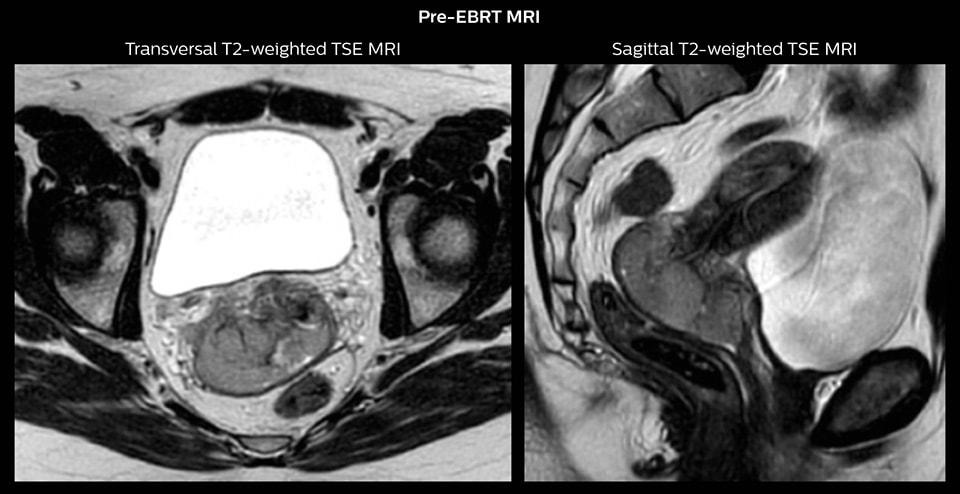 Pre-EBRT MRI
Transversal T2-weighted TSE MRI
Sagittal T2-weighted TSE MRI